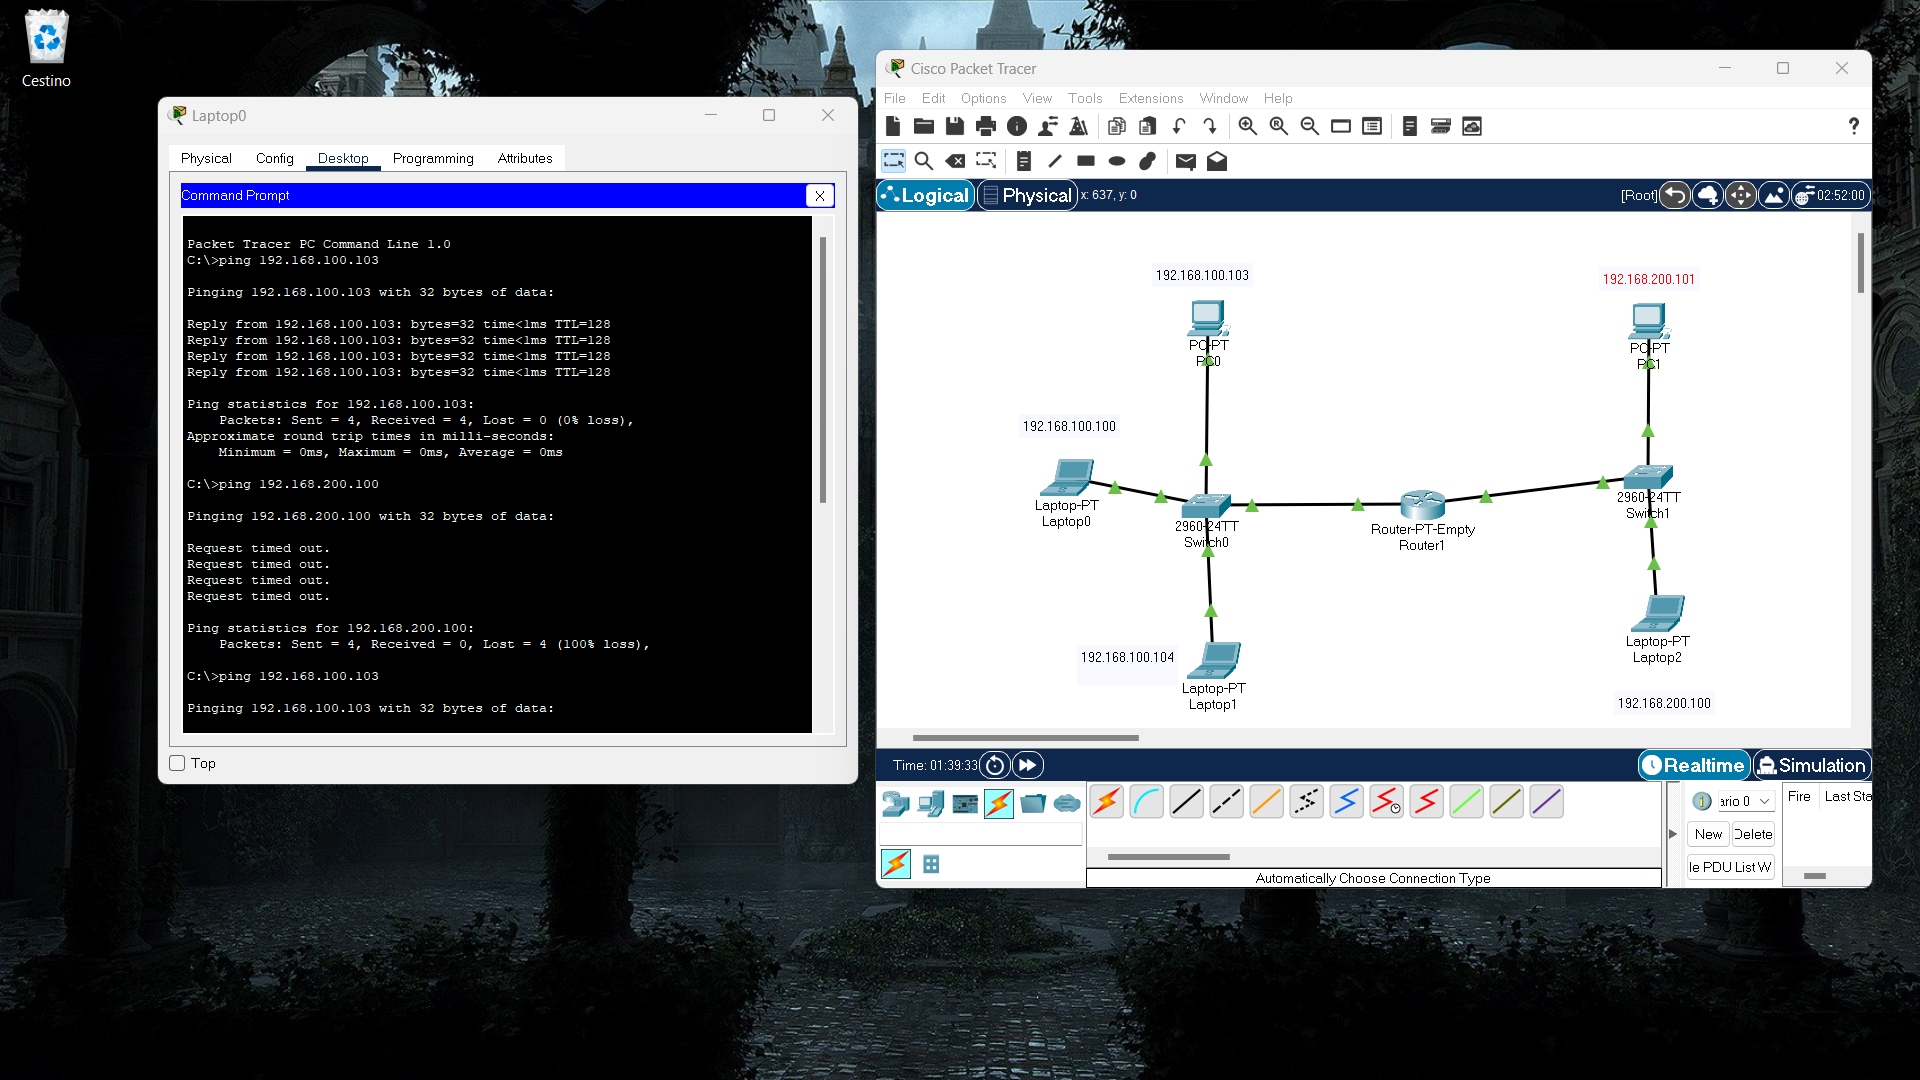 Cestino
Laptop0
Physical Config Desktop Programming Attributes
Command Prompt X
Packet Tracer PC Command Line 1.0
C:\>ping 192.168.100.103
Pinging 192.168.100.103 with 32 bytes of data:
Reply from 192.168.100.103: bytes=32 time<1ms TTL=128
Reply from 192.168.100.103: bytes=32 time<1ms TTL=128
Reply from 192.168.100.103: bytes=32 time<1ms TTL=128
Reply from 192.168.100.103: bytes=32 time<1ms TTL=128
Ping statistics for 192.168.100.103:
Packets: Sent = 4, Received = 4, Lost = 0 (0% loss),
Approximate round trip times in milli-seconds:
Minimum = 0ms, Maximum = 0ms, Average = 0ms
C:\>ping 192.168.200.100
Pinging 192.168.200.100 with 32 bytes of data:
Request timed out.
Request timed out.
Request timed out.
Request timed out.
Ping statistics for 192.168.200.100:
Packets: Sent = 4, Received = 0, Lost = 4 (100% loss),
C:\>ping 192.168.100.103
Pinging 192.168.100.103 with 32 bytes of data:
Top
Cisco Packet Tracer
File Edit Options View Tools Extensions Window Help
Logical Physical x: 637, y: 0 [Root] 02:52:00
192.168.100.103
PC-PT
PC0
192.168.200.101
PC-PT
PC1
192.168.100.100
Laptop-PT
Laptop0
2960-24TT
Switch0
Router-PT-Empty
Router1
2960-24TT
Switch1
192.168.100.104
Laptop-PT
Laptop1
Laptop-PT
Laptop2
192.168.200.100
Time: 01:39:33 Realtime Simulation
ario 0
New Delete
le PDU List W
Fire Last Sta
Automatically Choose Connection Type